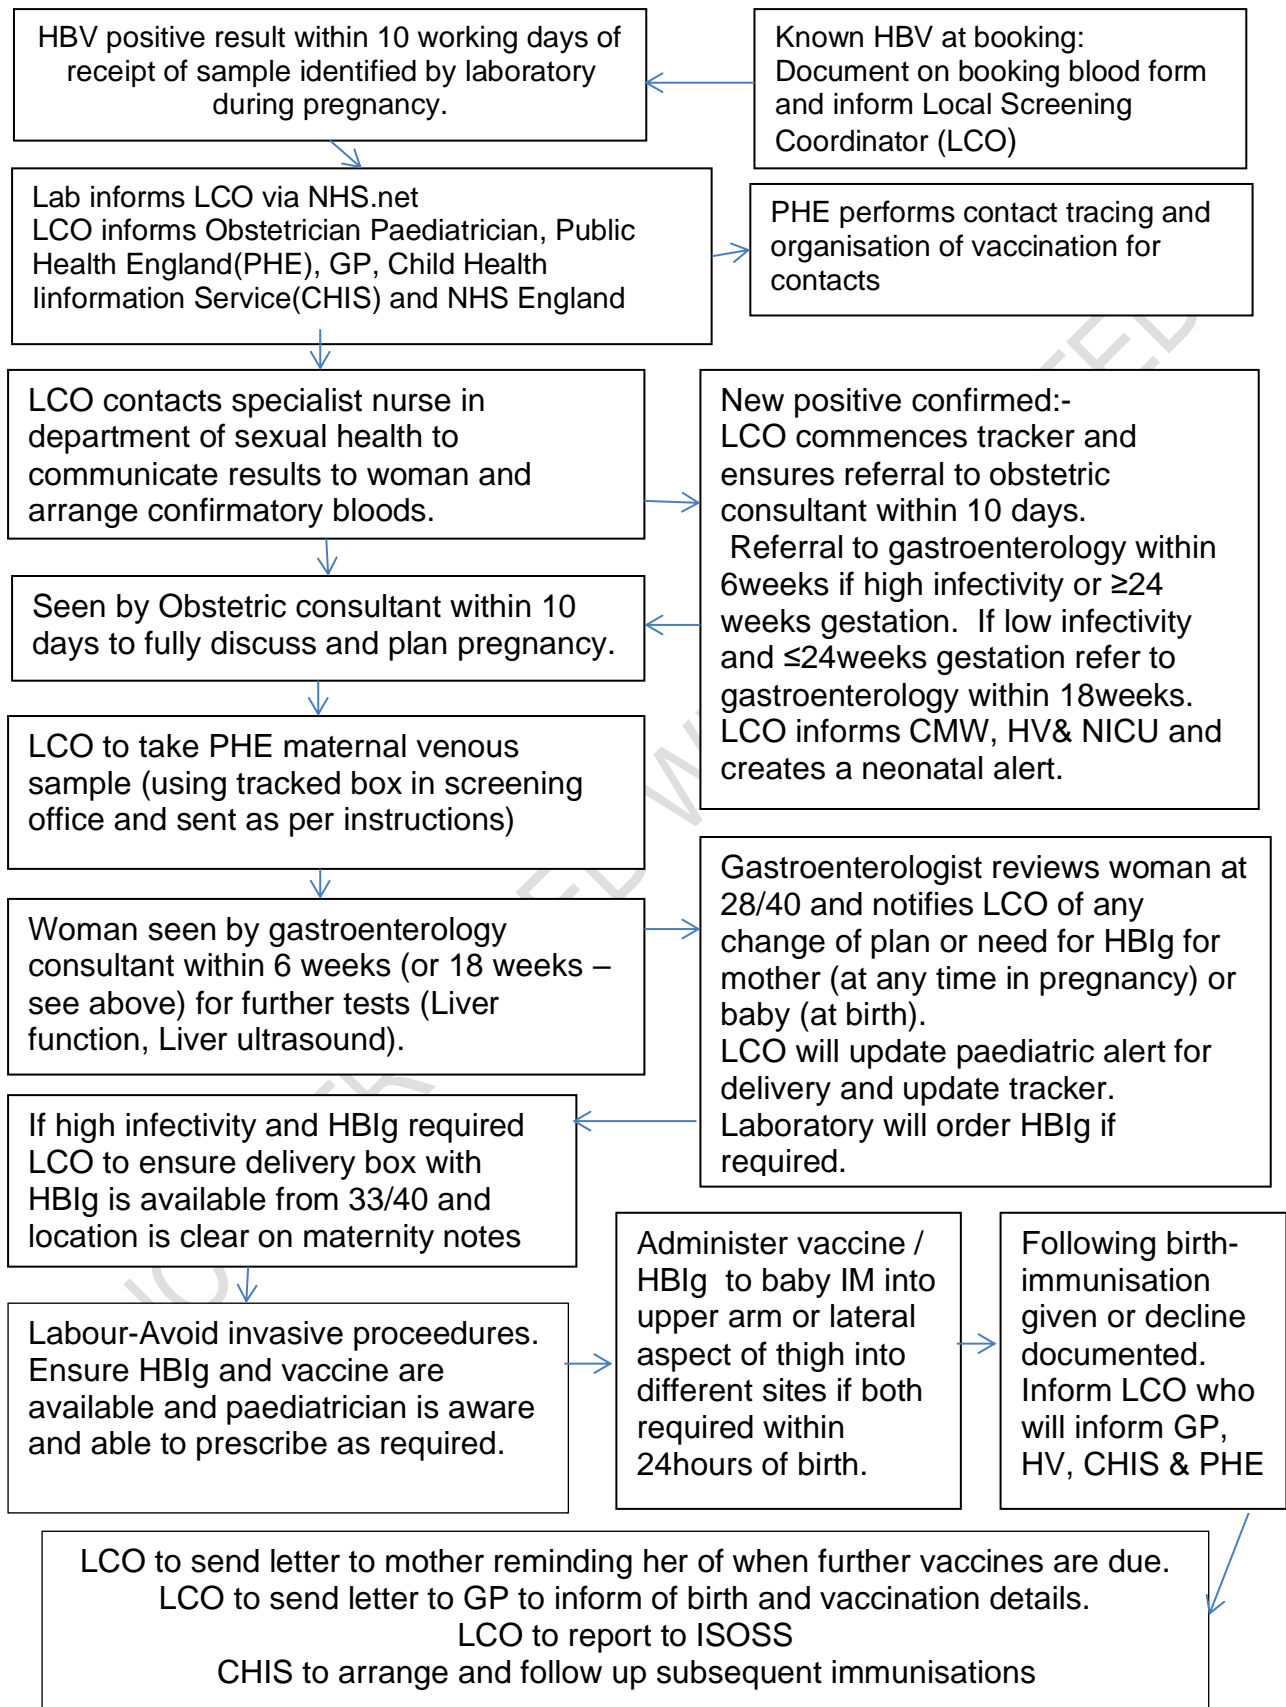 HBV positive result within 10 working days of
receipt of sample identified by laboratory
during pregnancy.
Known HBV at booking:
Document on booking blood form
and inform Local Screening
Coordinator (LCO)
Lab informs LCO via NHS.net
LCO informs Obstetrician Paediatrician, Public
Health England(PHE), GP, Child Health
Iinformation Service(CHIS) and NHS England
PHE performs contact tracing and
organisation of vaccination for
contacts
LCO contacts specialist nurse in
department of sexual health to
communicate results to woman and
arrange confirmatory bloods.
New positive confirmed:-
LCO commences tracker and
ensures referral to obstetric
consultant within 10 days.
Referral to gastroenterology within
6weeks if high infectivity or ≥24
weeks gestation.  If low infectivity
and ≤24weeks gestation refer to
gastroenterology within 18weeks.
LCO informs CMW, HV& NICU and
creates a neonatal alert.
Seen by Obstetric consultant within 10
days to fully discuss and plan pregnancy.
LCO to take PHE maternal venous
sample (using tracked box in screening
office and sent as per instructions)
Woman seen by gastroenterology
consultant within 6 weeks (or 18 weeks –
see above) for further tests (Liver
function, Liver ultrasound).
Gastroenterologist reviews woman at
28/40 and notifies LCO of any
change of plan or need for HBIg for
mother (at any time in pregnancy) or
baby (at birth).
LCO will update paediatric alert for
delivery and update tracker.
Laboratory will order HBIg if
required.
If high infectivity and HBIg required
LCO to ensure delivery box with
HBIg is available from 33/40 and
location is clear on maternity notes
Labour-Avoid invasive proceedures.
Ensure HBIg and vaccine are
available and paediatrician is aware
and able to prescribe as required.
Administer vaccine /
HBIg  to baby IM into
upper arm or lateral
aspect of thigh into
different sites if both
required within
24hours of birth.
Following birth-
immunisation
given or decline
documented.
Inform LCO who
will inform GP,
HV, CHIS & PHE
LCO to send letter to mother reminding her of when further vaccines are due.
LCO to send letter to GP to inform of birth and vaccination details.
LCO to report to ISOSS
CHIS to arrange and follow up subsequent immunisations